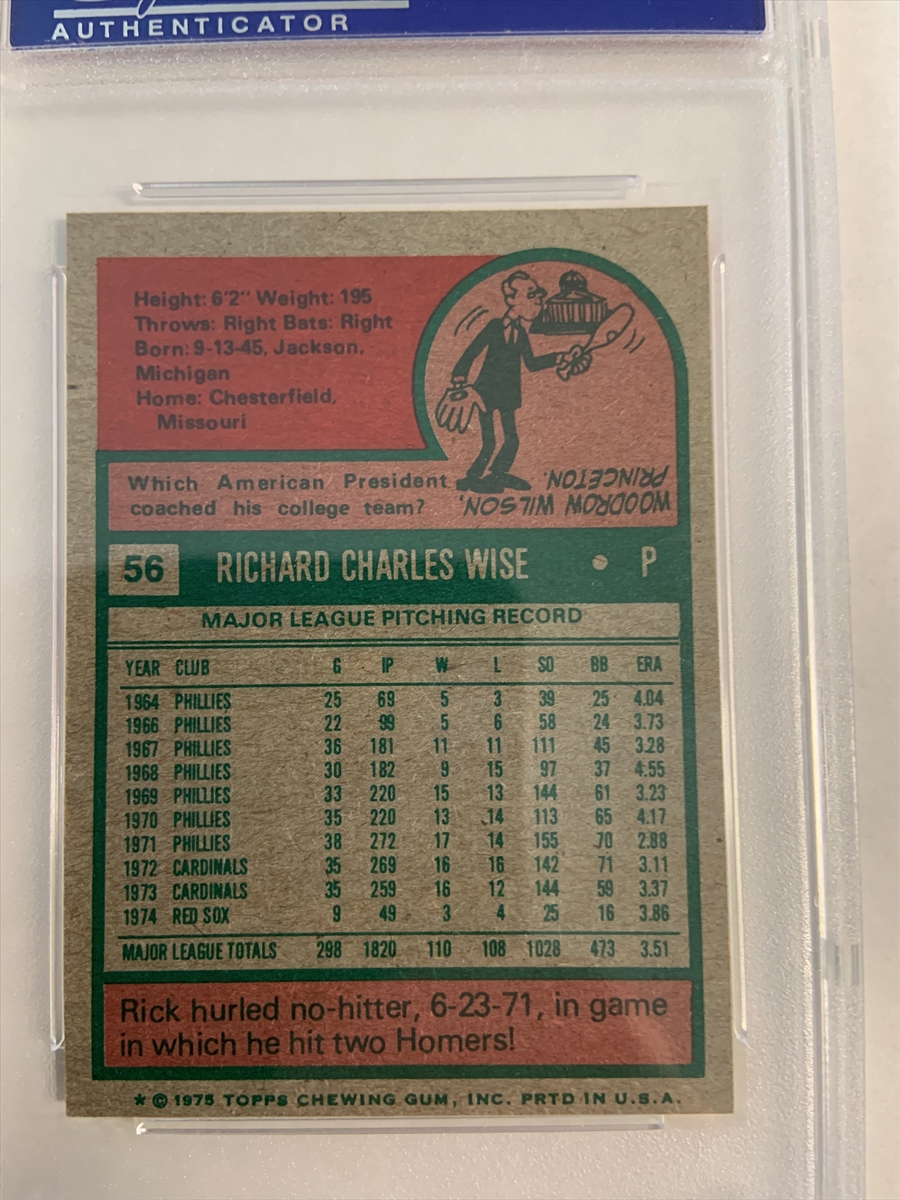 AUTHENTICATOR
Height: 6'2" Weight: 195
Throws: Right Bats: Right
Born: 9-13-45, Jackson,
Michigan
Home: Chesterfield,
Missouri
Which American President
coached his college team?
WOODROW WILSON,
PRINCETON.
56 RICHARD CHARLES WISE • P
MAJOR LEAGUE PITCHING RECORD
YEAR CLUB G IP W L SO BB ERA
1964 PHILLIES 25 69 5 3 39 25 4.04
1966 PHILLIES 22 99 5 6 58 24 3.73
1967 PHILLIES 36 181 11 11 111 45 3.28
1968 PHILLIES 30 182 9 15 97 37 4.55
1969 PHILLIES 33 220 15 13 144 61 3.23
1970 PHILLIES 35 220 13 14 113 65 4.17
1971 PHILLIES 38 272 17 14 155 70 2.88
1972 CARDINALS 35 269 16 16 142 71 3.11
1973 CARDINALS 35 259 16 12 144 59 3.37
1974 RED SOX 9 49 3 4 25 16 3.86
MAJOR LEAGUE TOTALS 298 1820 110 108 1028 473 3.51
Rick hurled no-hitter, 6-23-71, in game
in which he hit two Homers!
* © 1975 TOPPS CHEWING GUM, INC. PRTD IN U.S.A.